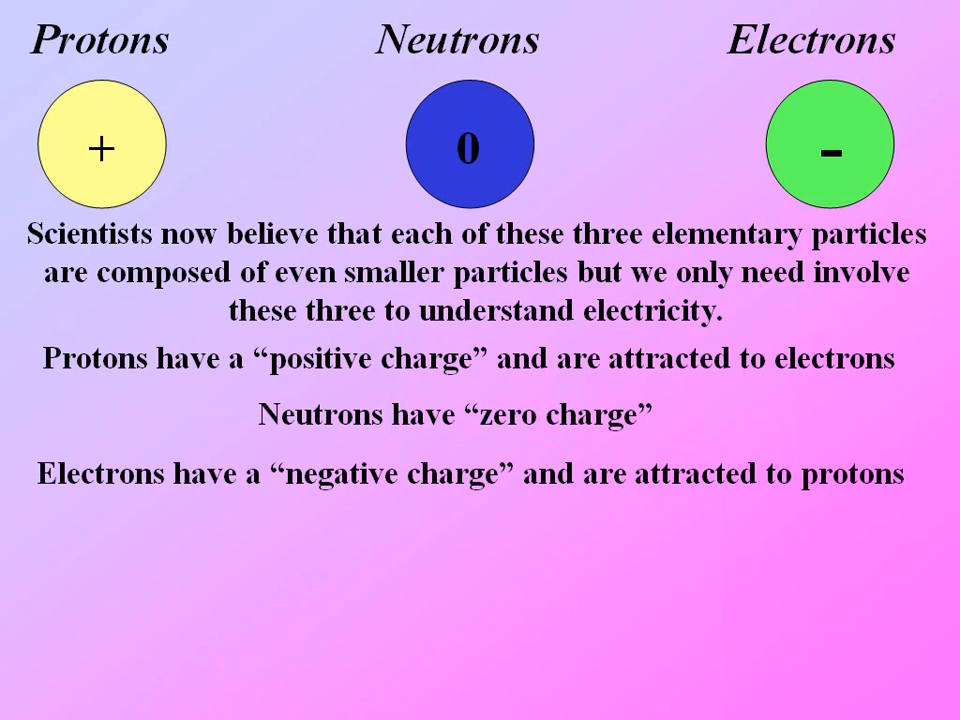 Protons Neutrons Electrons
+ 0 -
Scientists now believe that each of these three elementary particles
are composed of even smaller particles but we only need involve
these three to understand electricity.
Protons have a “positive charge” and are attracted to electrons
Neutrons have “zero charge”
Electrons have a “negative charge” and are attracted to protons